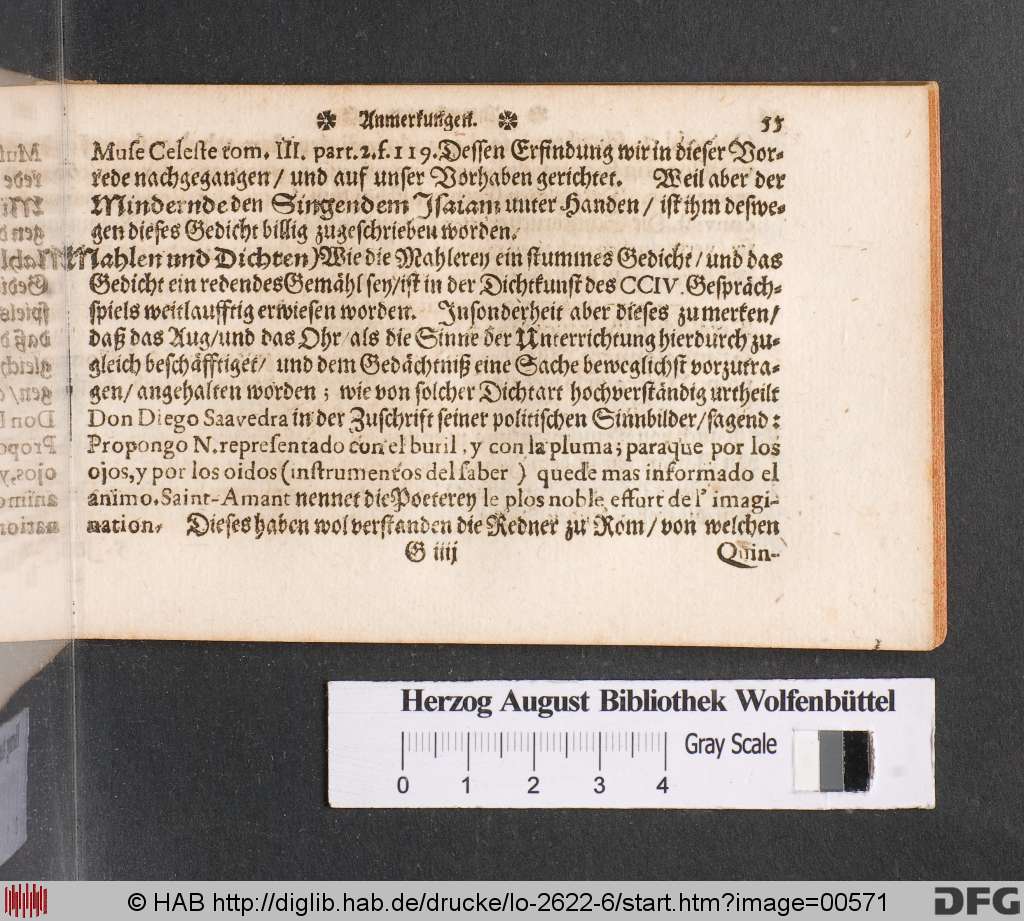 ✼ Anmerkungen. ✼ 55
Muse Celeste tom. III. part. 2. f. 119. Dessen Erfindung wir in dieser Vor-
rede nachgegangen / und auf unser Vorhaben gerichtet. Weil aber der
Mindernde den Singendem Isaiam unter Handen / ist ihm deswe-
gen dieses Gedicht billig zugeschrieben worden.
Mahlen und Dichten) Wie die Mahlerey ein stummes Gedicht / und das
Gedicht ein redendes Gemähl sey / ist in der Dichtkunst des CCIV. Gespräch-
spiels weitlaufftig erwiesen worden. Insonderheit aber dieses zu merken /
daß das Aug / und das Ohr / als die Sinne der Unterrichtung hierdurch zu-
gleich beschäfftiget / und dem Gedächtniß eine Sache beweglichst vorzutra-
gen / angehalten worden ; wie von solcher Dichtart hochverständig urtheilt
Don Diego Saavedra in der Zuschrift seiner politischen Sinnbilder / sagend :
Propongo N. representado con el buril, y con la pluma; paraque por los
ojos, y por los oidos (instrumentos del saber ) quede mas informado el
animo. Saint-Amant nennet die Poeterey le plos noble effurt de l' imagi-
nation. Dieses haben wol verstanden die Redner zu Rom / von welchen
G iiij Quin-
Herzog August Bibliothek Wolfenbüttel
Gray Scale
0 1 2 3 4
© HAB http://diglib.hab.de/drucke/lo-2622-6/start.htm?image=00571
DFG